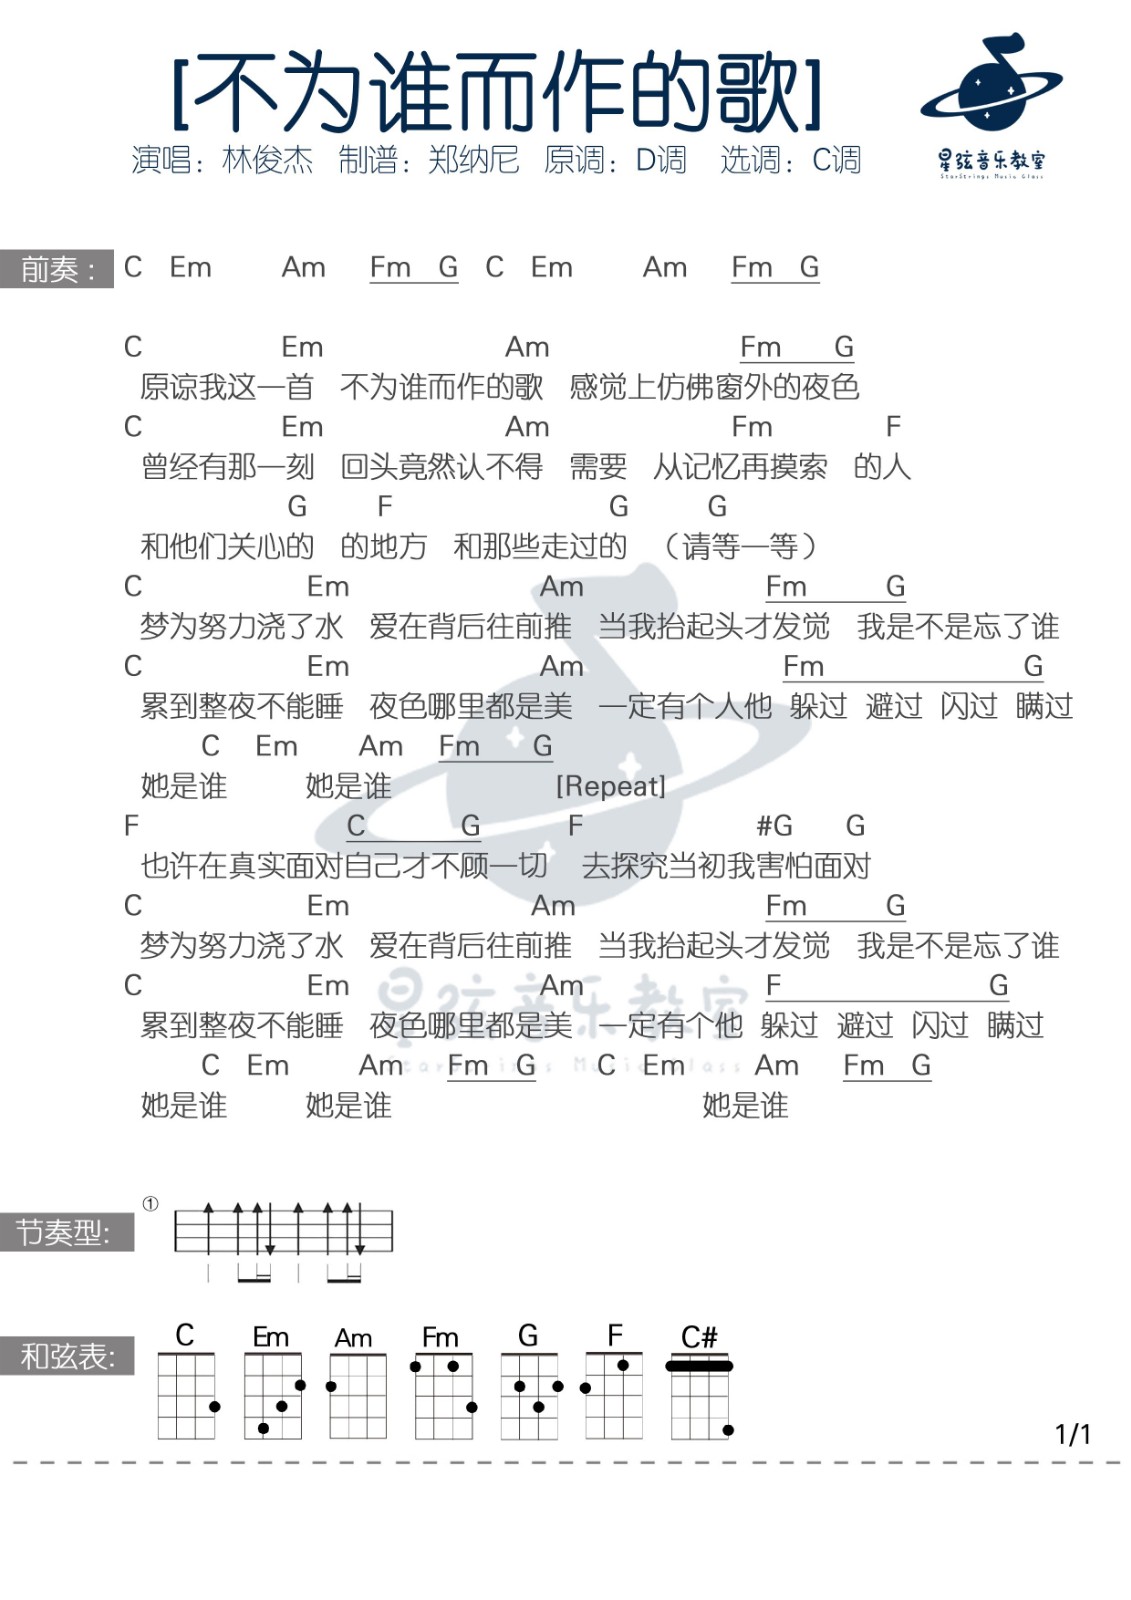 [不为谁而作的歌]
演唱：林俊杰 制谱：郑纳尼 原调：D调 选调：C调
星弦音乐教室
StarStrings Music Class
前奏： C Em Am Fm G C Em Am Fm G
C Em Am Fm G
原谅我这一首 不为谁而作的歌 感觉上仿佛窗外的夜色
C Em Am Fm F
曾经有那一刻 回头竟然认不得 需要 从记忆再摸索 的人
G F G G
和他们关心的 的地方 和那些走过的 （请等一等）
C Em Am Fm G
梦为努力浇了水 爱在背后往前推 当我抬起头才发觉 我是不是忘了谁
C Em Am Fm G
累到整夜不能睡 夜色哪里都是美 一定有个人他 躲过 避过 闪过 瞒过
C Em Am Fm G
她是谁 她是谁 [Repeat]
F C G F #G G
也许在真实面对自己才不顾一切 去探究当初我害怕面对
C Em Am Fm G
梦为努力浇了水 爱在背后往前推 当我抬起头才发觉 我是不是忘了谁
C Em Am F G
累到整夜不能睡 夜色哪里都是美 一定有个他 躲过 避过 闪过 瞒过
C Em Am Fm G C Em Am Fm G
她是谁 她是谁 她是谁
星弦音乐教室
StarStrings Music Class
节奏型: ①
和弦表: C Em Am Fm G F C#
1/1